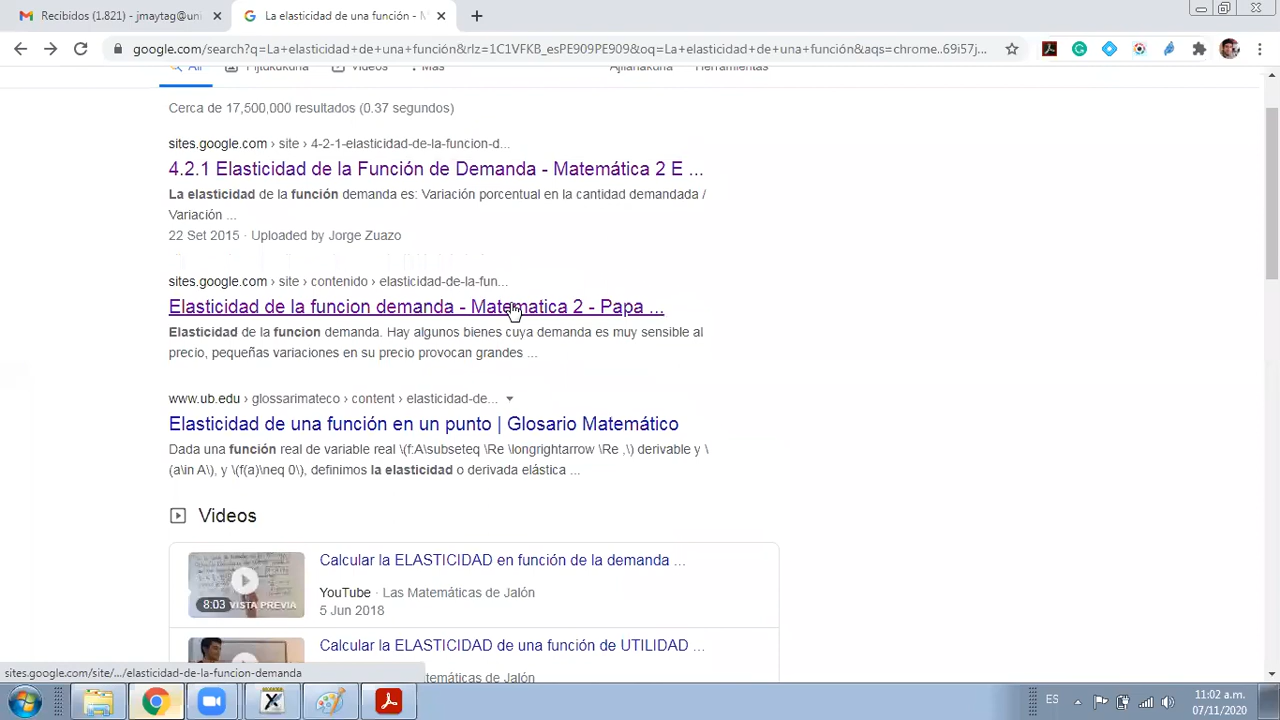 Recibidos (1.821) - jmaytag@uni
La elasticidad de una función - M
google.com/search?q=La+elasticidad+de+una+función&rlz=1C1VFKB_esPE909PE909&oq=La+elasticidad+de+una+función&aqs=chrome..69i57j...
Cerca de 17,500,000 resultados (0.37 segundos)
sites.google.com › site › 4-2-1-elasticidad-de-la-funcion-d...
4.2.1 Elasticidad de la Función de Demanda - Matemática 2 E ...
La elasticidad de la función demanda es: Variación porcentual en la cantidad demandada /
Variación ...
22 Set 2015 · Uploaded by Jorge Zuazo
sites.google.com › site › contenido › elasticidad-de-la-fun...
Elasticidad de la funcion demanda - Matematica 2 - Papa ...
Elasticidad de la funcion demanda. Hay algunos bienes cuya demanda es muy sensible al
precio, pequeñas variaciones en su precio provocan grandes ...
www.ub.edu › glossarimateco › content › elasticidad-de...
Elasticidad de una función en un punto | Glosario Matemático
Dada una función real de variable real \(f:A\subseteq \Re \longrightarrow \Re ,\) derivable y \
(a\in A\), y \(f(a)\neq 0\), definimos la elasticidad o derivada elástica ...
Videos
Calcular la ELASTICIDAD en función de la demanda ...
8:03 VISTA PREVIA
YouTube · Las Matemáticas de Jalón
5 Jun 2018
Calcular la ELASTICIDAD de una función de UTILIDAD ...
Matemáticas de Jalón
sites.google.com/site/.../elasticidad-de-la-funcion-demanda
ES
11:02 a.m.
07/11/2020